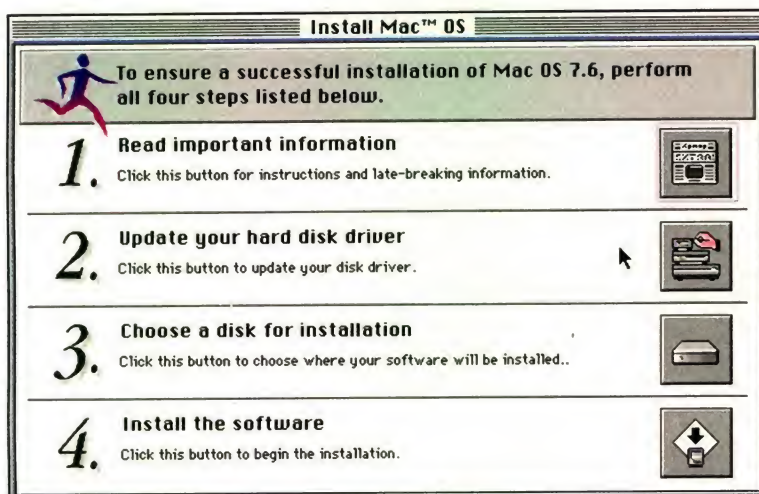 Install Mac™ OS
To ensure a successful installation of Mac OS 7.6, perform
all four steps listed below.
1. Read important information
Click this button for instructions and late-breaking information.
2. Update your hard disk driver
Click this button to update your disk driver.
3. Choose a disk for installation
Click this button to choose where your software will be installed..
4. Install the software
Click this button to begin the installation.